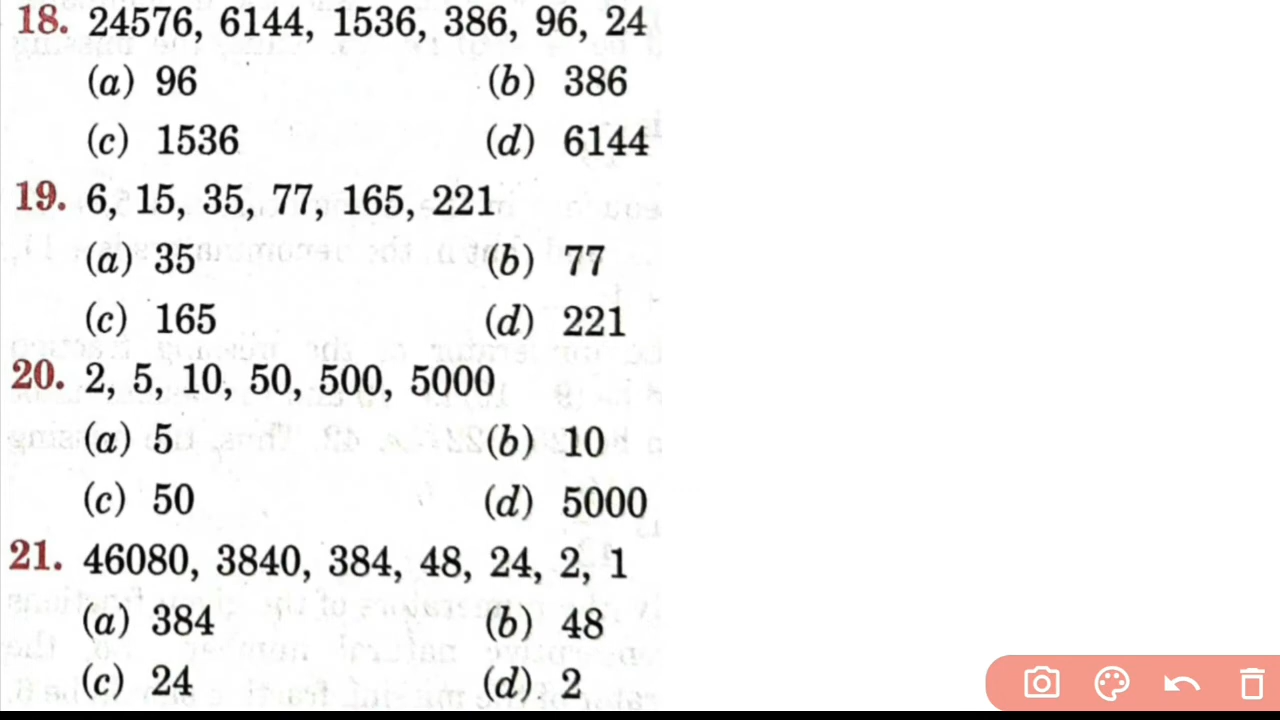 18. 24576, 6144, 1536, 386, 96, 24
(a) 96 (b) 386
(c) 1536 (d) 6144
19. 6, 15, 35, 77, 165, 221
(a) 35 (b) 77
(c) 165 (d) 221
20. 2, 5, 10, 50, 500, 5000
(a) 5 (b) 10
(c) 50 (d) 5000
21. 46080, 3840, 384, 48, 24, 2, 1
(a) 384 (b) 48
(c) 24 (d) 2